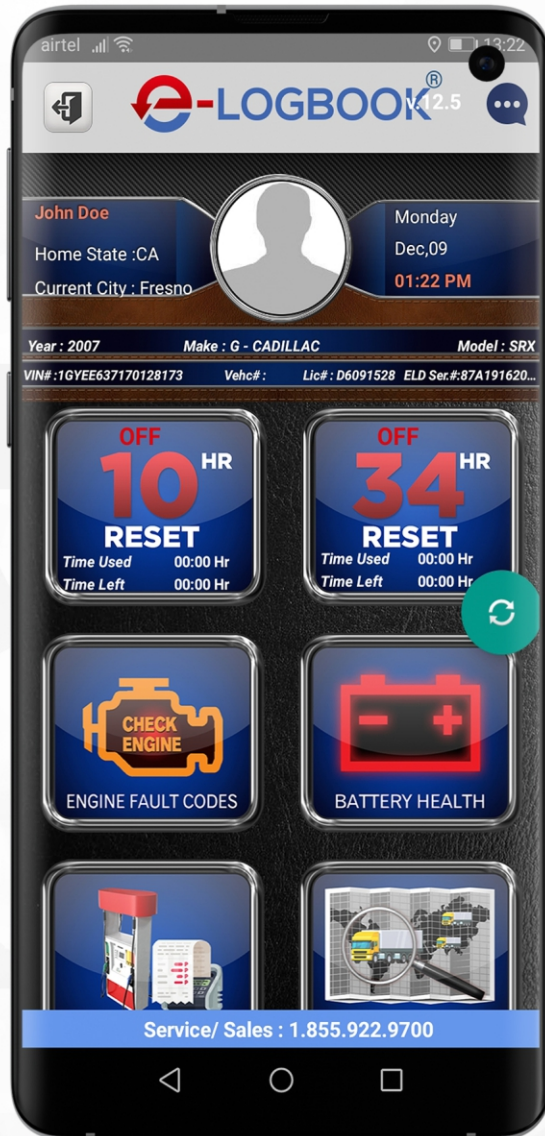 airtel 13:22
e-LOGBOOK®
v.12.5
John Doe
Home State :CA
Current City : Fresno
Monday
Dec,09
01:22 PM
Year : 2007 Make : G - CADILLAC Model : SRX
VIN# :1GYEE637170128173 Vehc# : Lic# : D6091528 ELD Ser.#:87A191620...
OFF
10 HR
RESET
Time Used 00:00 Hr
Time Left 00:00 Hr
OFF
34 HR
RESET
Time Used 00:00 Hr
Time Left 00:00 Hr
CHECK
ENGINE
ENGINE FAULT CODES
BATTERY HEALTH
Service/ Sales : 1.855.922.9700